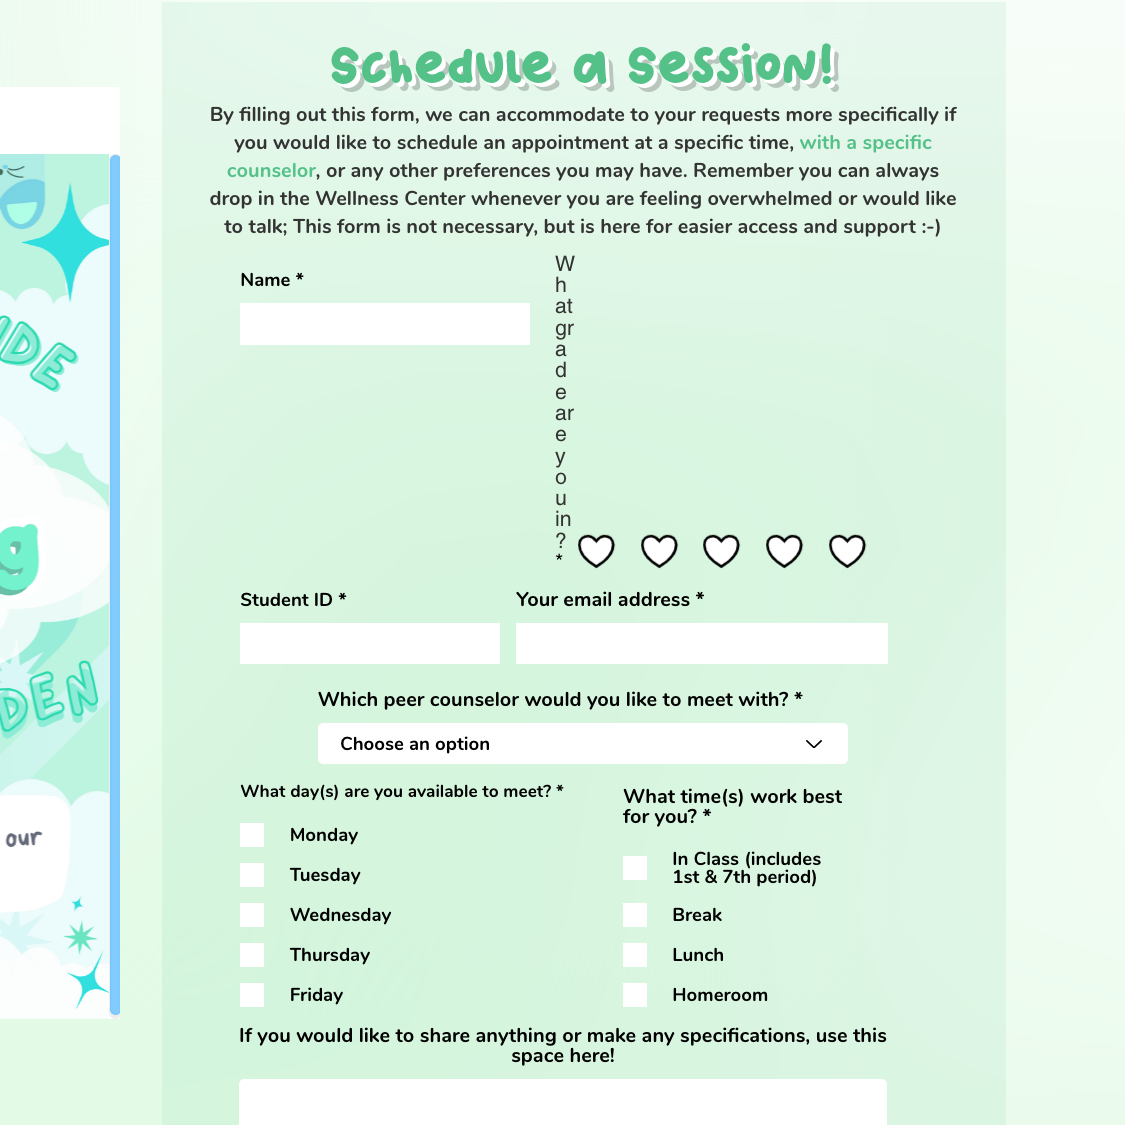 Schedule a Session!
By filling out this form, we can accommodate to your requests more specifically if
you would like to schedule an appointment at a specific time, with a specific
counselor, or any other preferences you may have. Remember you can always
drop in the Wellness Center whenever you are feeling overwhelmed or would like
to talk; This form is not necessary, but is here for easier access and support :-)
Name *
W
h
at
gr
a
d
e
ar
e
y
o
u
in
?
*
Student ID *
Your email address *
Which peer counselor would you like to meet with? *
Choose an option
What day(s) are you available to meet? *
Monday
Tuesday
Wednesday
Thursday
Friday
What time(s) work best
for you? *
In Class (includes
1st & 7th period)
Break
Lunch
Homeroom
If you would like to share anything or make any specifications, use this
space here!
our